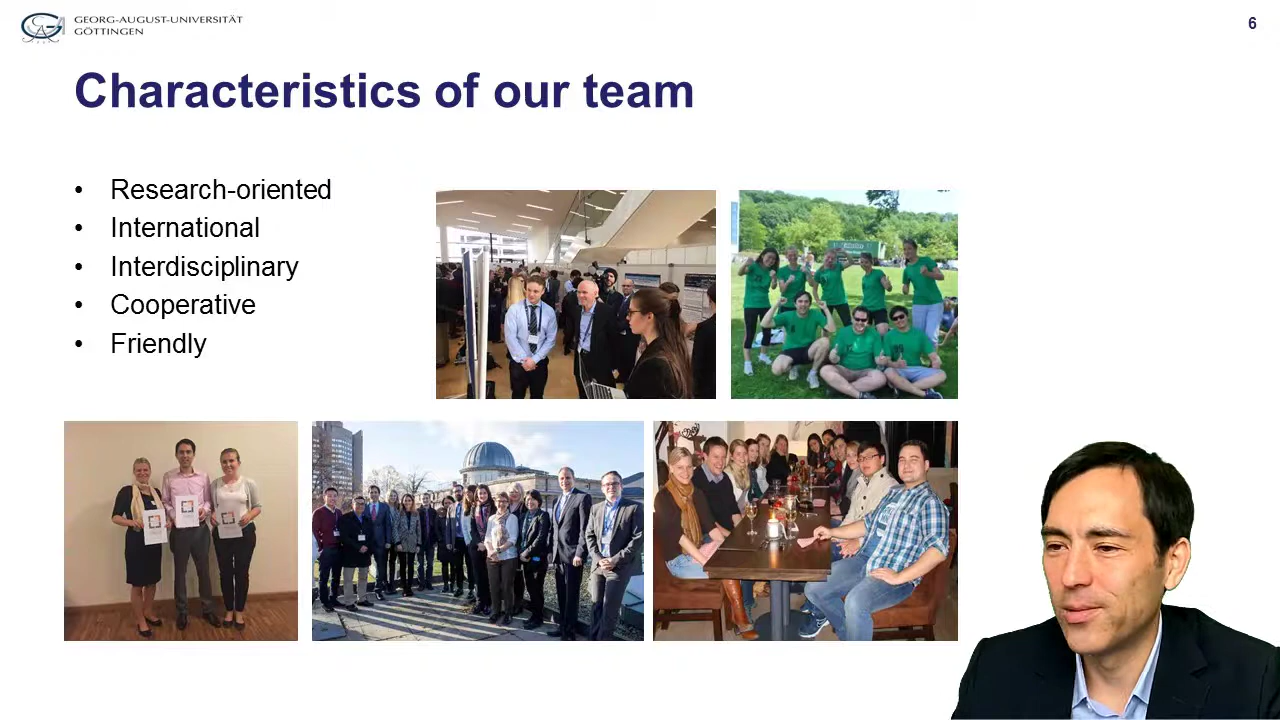 GEORG-AUGUST-UNIVERSITÄT
GÖTTINGEN
6
Characteristics of our team
• Research-oriented
• International
• Interdisciplinary
• Cooperative
• Friendly